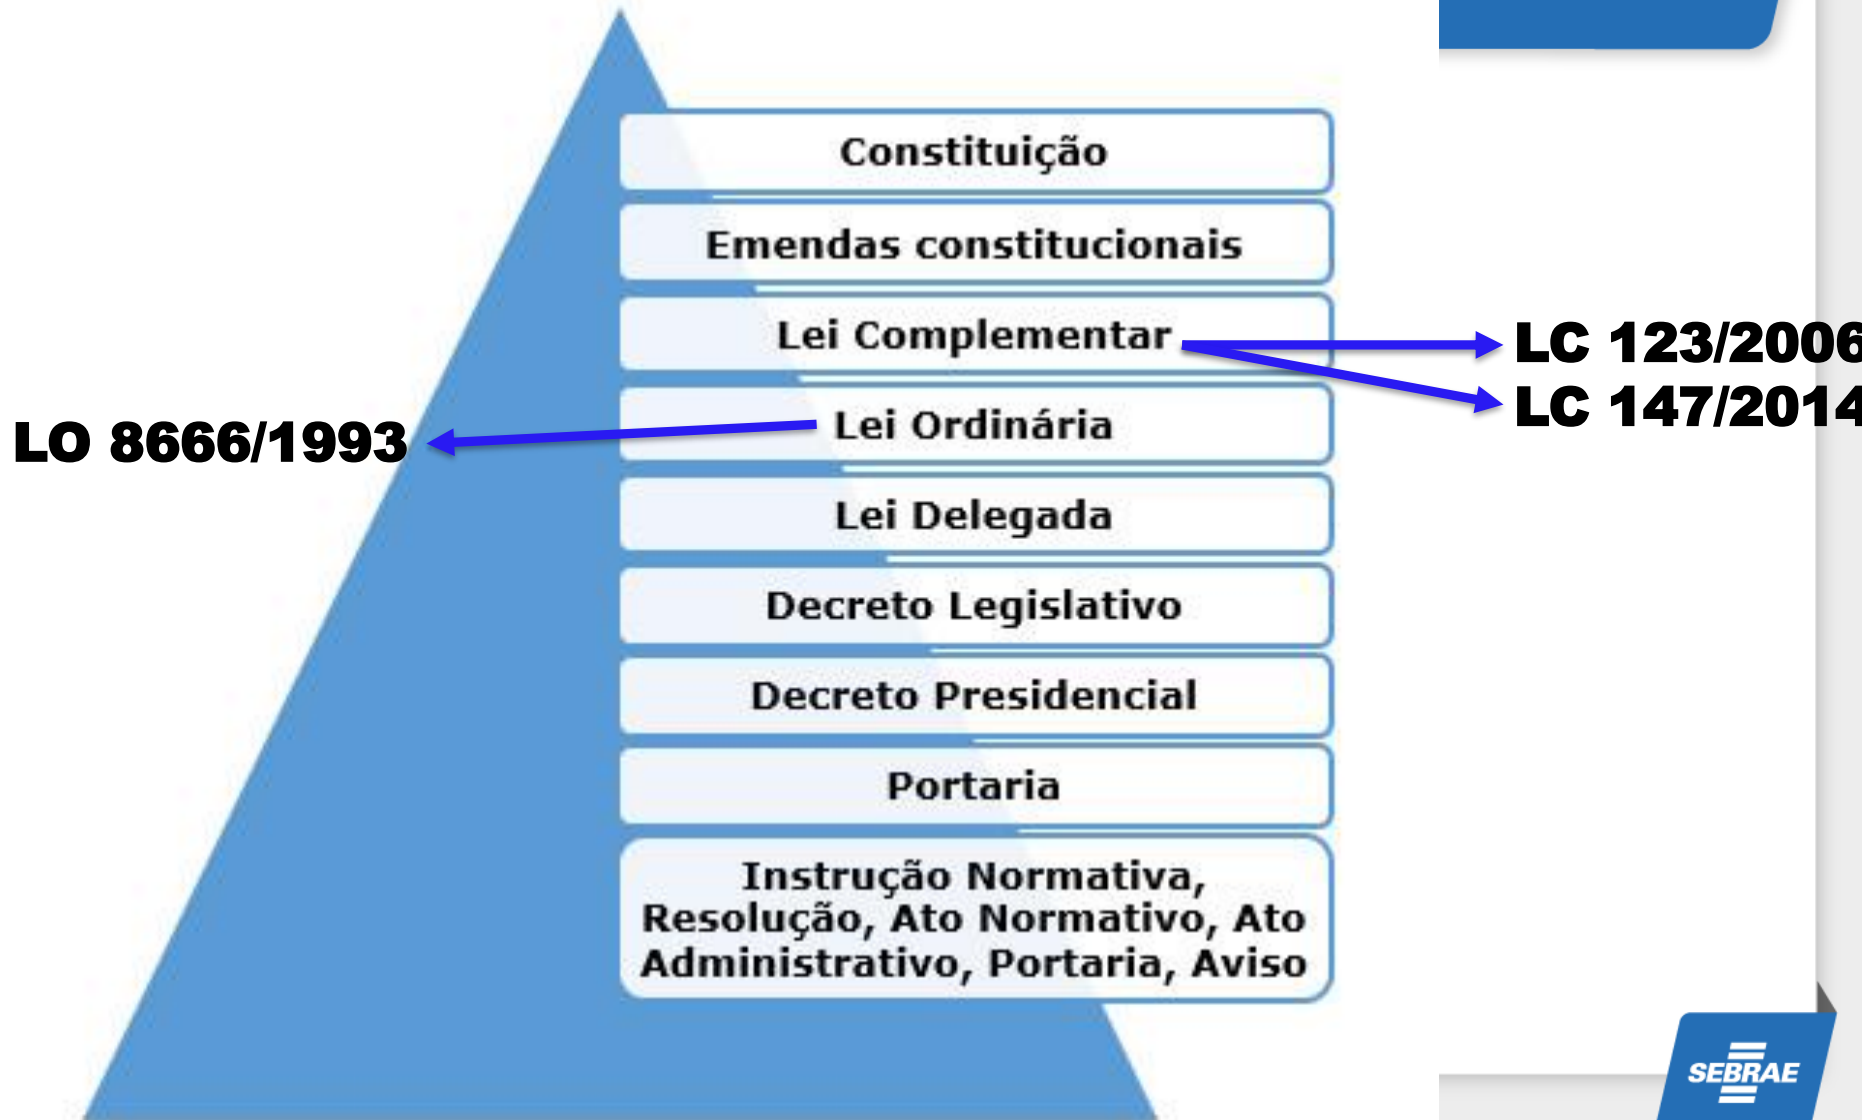 Constituição
Emendas constitucionais
Lei Complementar
LC 123/2006
LC 147/2014
Lei Ordinária
LO 8666/1993
Lei Delegada
Decreto Legislativo
Decreto Presidencial
Portaria
Instrução Normativa,
Resolução, Ato Normativo, Ato
Administrativo, Portaria, Aviso
SEBRAE